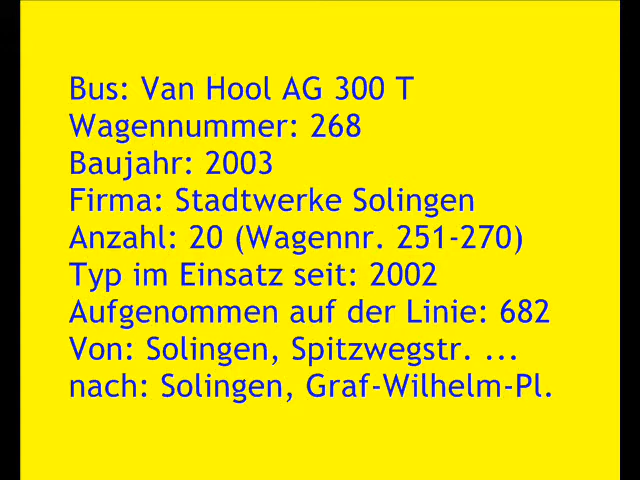 Bus: Van Hool AG 300 T
Wagennummer: 268
Baujahr: 2003
Firma: Stadtwerke Solingen
Anzahl: 20 (Wagennr. 251-270)
Typ im Einsatz seit: 2002
Aufgenommen auf der Linie: 682
Von: Solingen, Spitzwegstr. ...
nach: Solingen, Graf-Wilhelm-Pl.